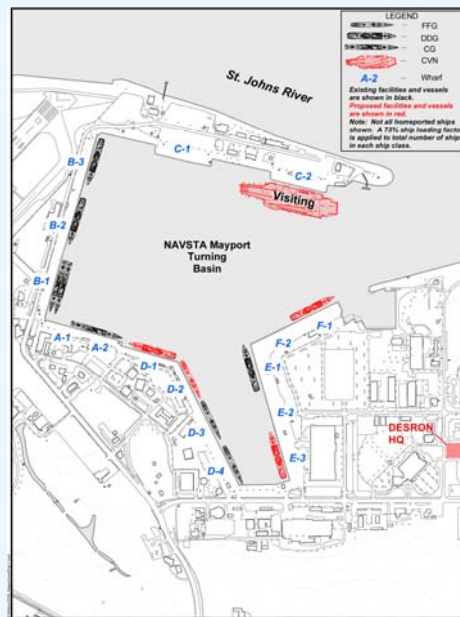 LEGEND
FFG
DDG
CG
CVN
A-2
Wharf
Existing facilities and vessels
are shown in black.
Proposed facilities and vessels
are shown in red.
Note: Not all homeported ships
shown. A 73% ship loading factor
is applied to total number of ships
in each ship class.
St. Johns River
B-3
C-1
C-2
Visiting
B-2
NAVSTA Mayport
Turning
Basin
B-1
A-1
A-2
F-1
F-2
D-1
E-1
D-2
E-2
D-3
DESRON
HQ
E-3
D-4